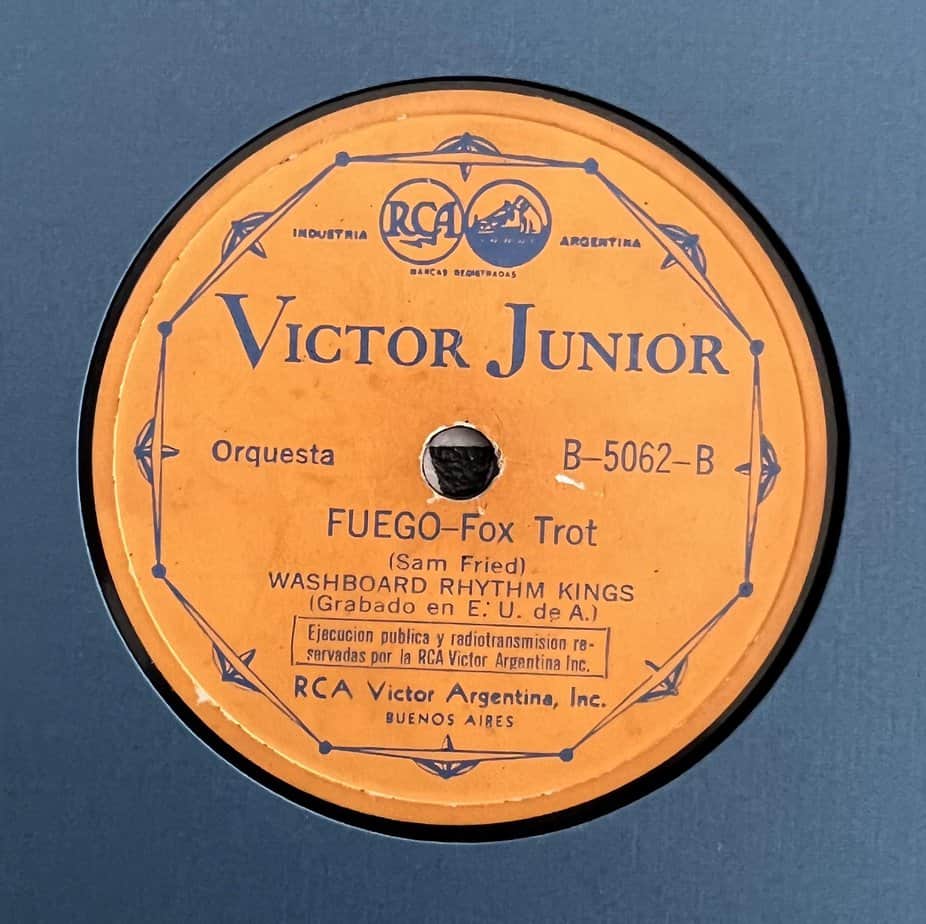 INDUSTRIA RCA ARGENTINA
MARCAS REGISTRADAS
VICTOR JUNIOR
Orquesta B-5062-B
FUEGO-Fox Trot
(Sam Fried)
WASHBOARD RHYTHM KINGS
(Grabado en E. U. de A.)
Ejecucion publica y radiotransmision re-
servadas por la RCA Victor Argentina Inc.
RCA Victor Argentina, Inc.
BUENOS AIRES